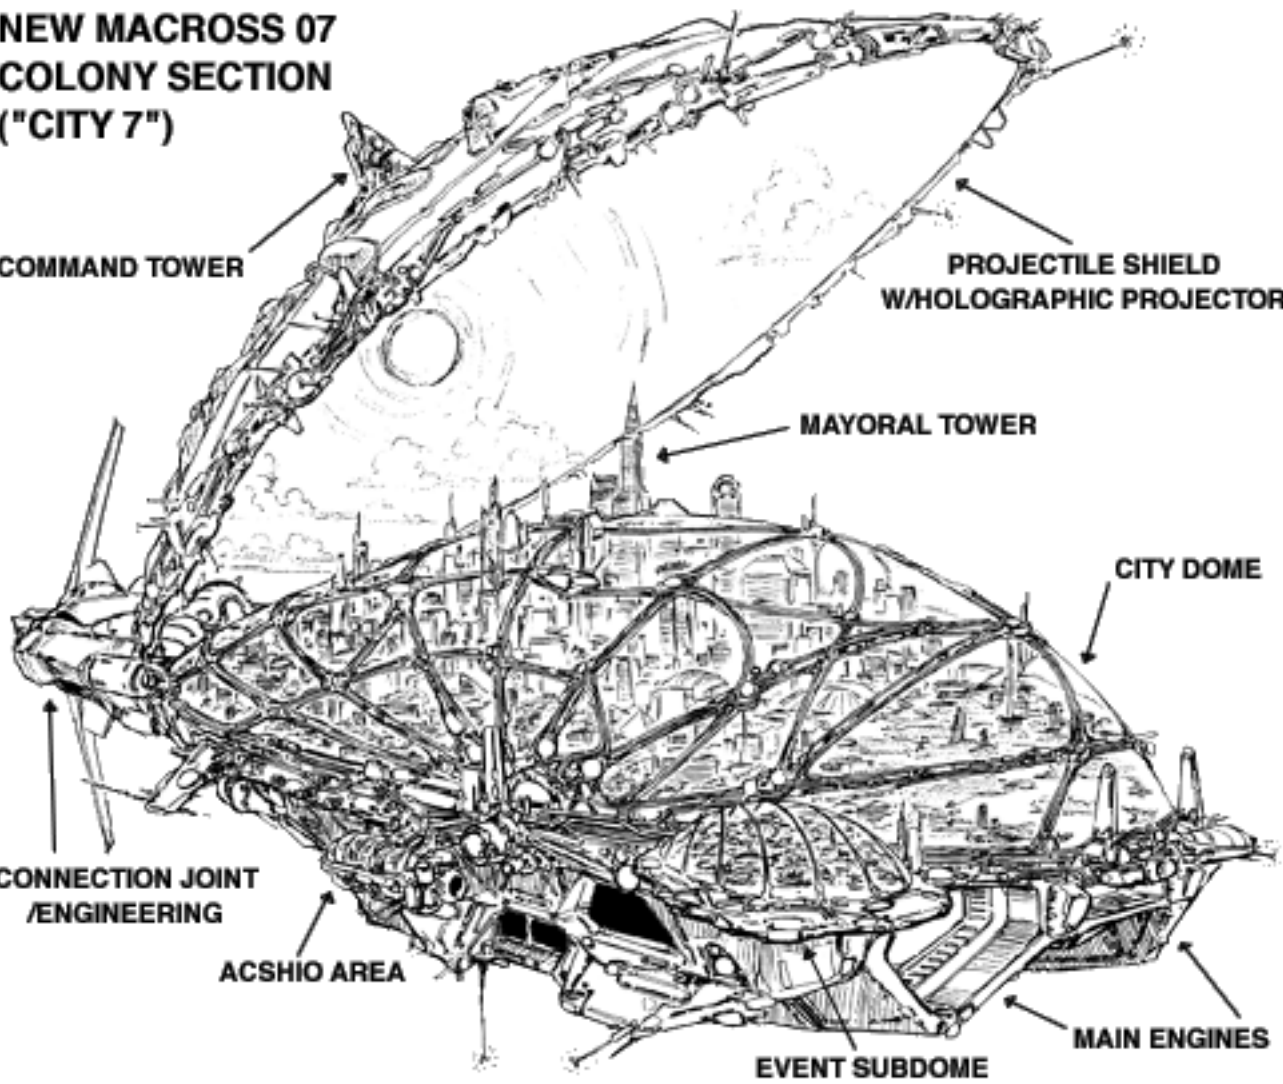 NEW MACROSS 07
COLONY SECTION
("CITY 7")
COMMAND TOWER
PROJECTILE SHIELD
W/HOLOGRAPHIC PROJECTOR
MAYORAL TOWER
CITY DOME
CONNECTION JOINT
/ENGINEERING
ACSHIO AREA
MAIN ENGINES
EVENT SUBDOME